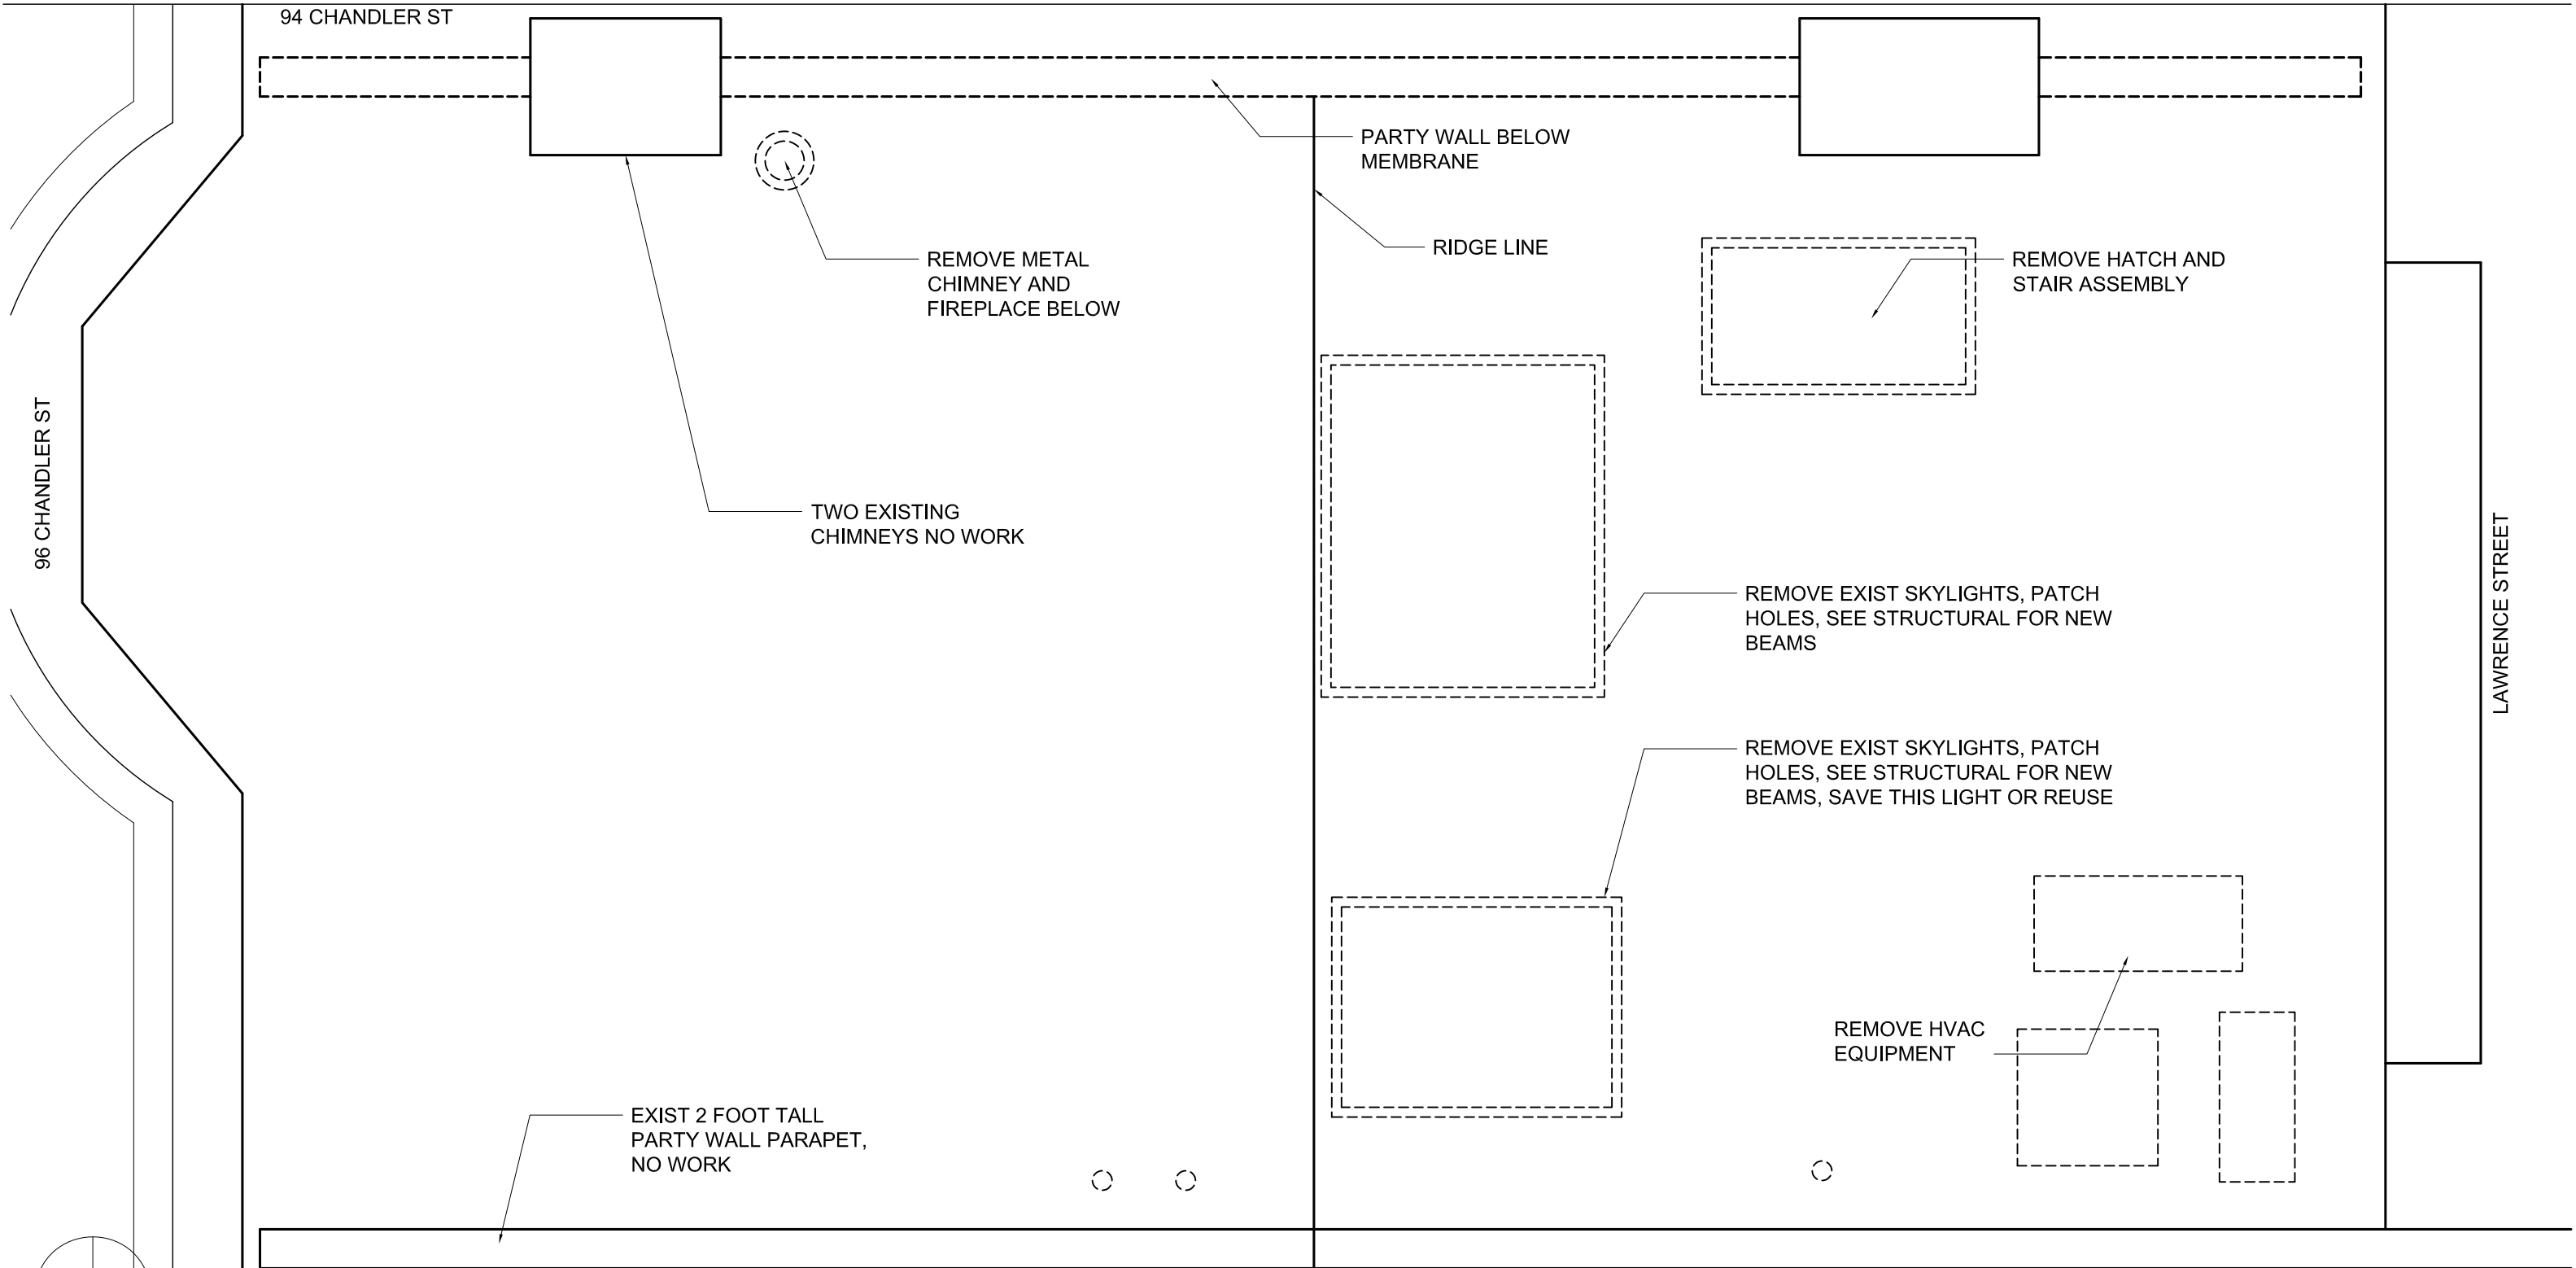 94 CHANDLER ST
PARTY WALL BELOW
MEMBRANE
RIDGE LINE
REMOVE METAL
CHIMNEY AND
FIREPLACE BELOW
REMOVE HATCH AND
STAIR ASSEMBLY
96 CHANDLER ST
TWO EXISTING
CHIMNEYS NO WORK
LAWRENCE STREET
REMOVE EXIST SKYLIGHTS, PATCH
HOLES, SEE STRUCTURAL FOR NEW
BEAMS
REMOVE EXIST SKYLIGHTS, PATCH
HOLES, SEE STRUCTURAL FOR NEW
BEAMS, SAVE THIS LIGHT OR REUSE
REMOVE HVAC
EQUIPMENT
EXIST 2 FOOT TALL
PARTY WALL PARAPET,
NO WORK